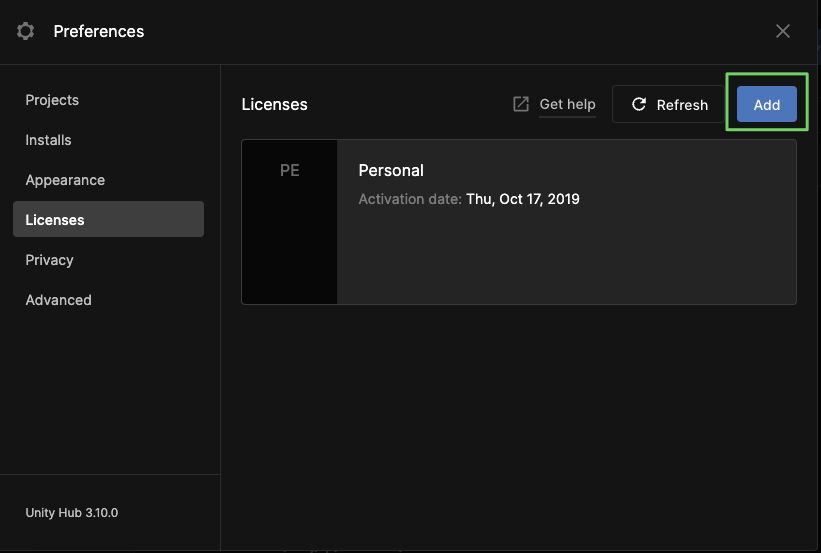 Preferences
Projects
Installs
Appearance
Licenses
Privacy
Advanced
Unity Hub 3.10.0
Licenses
Get help
Refresh
Add
PE
Personal
Activation date: Thu, Oct 17, 2019